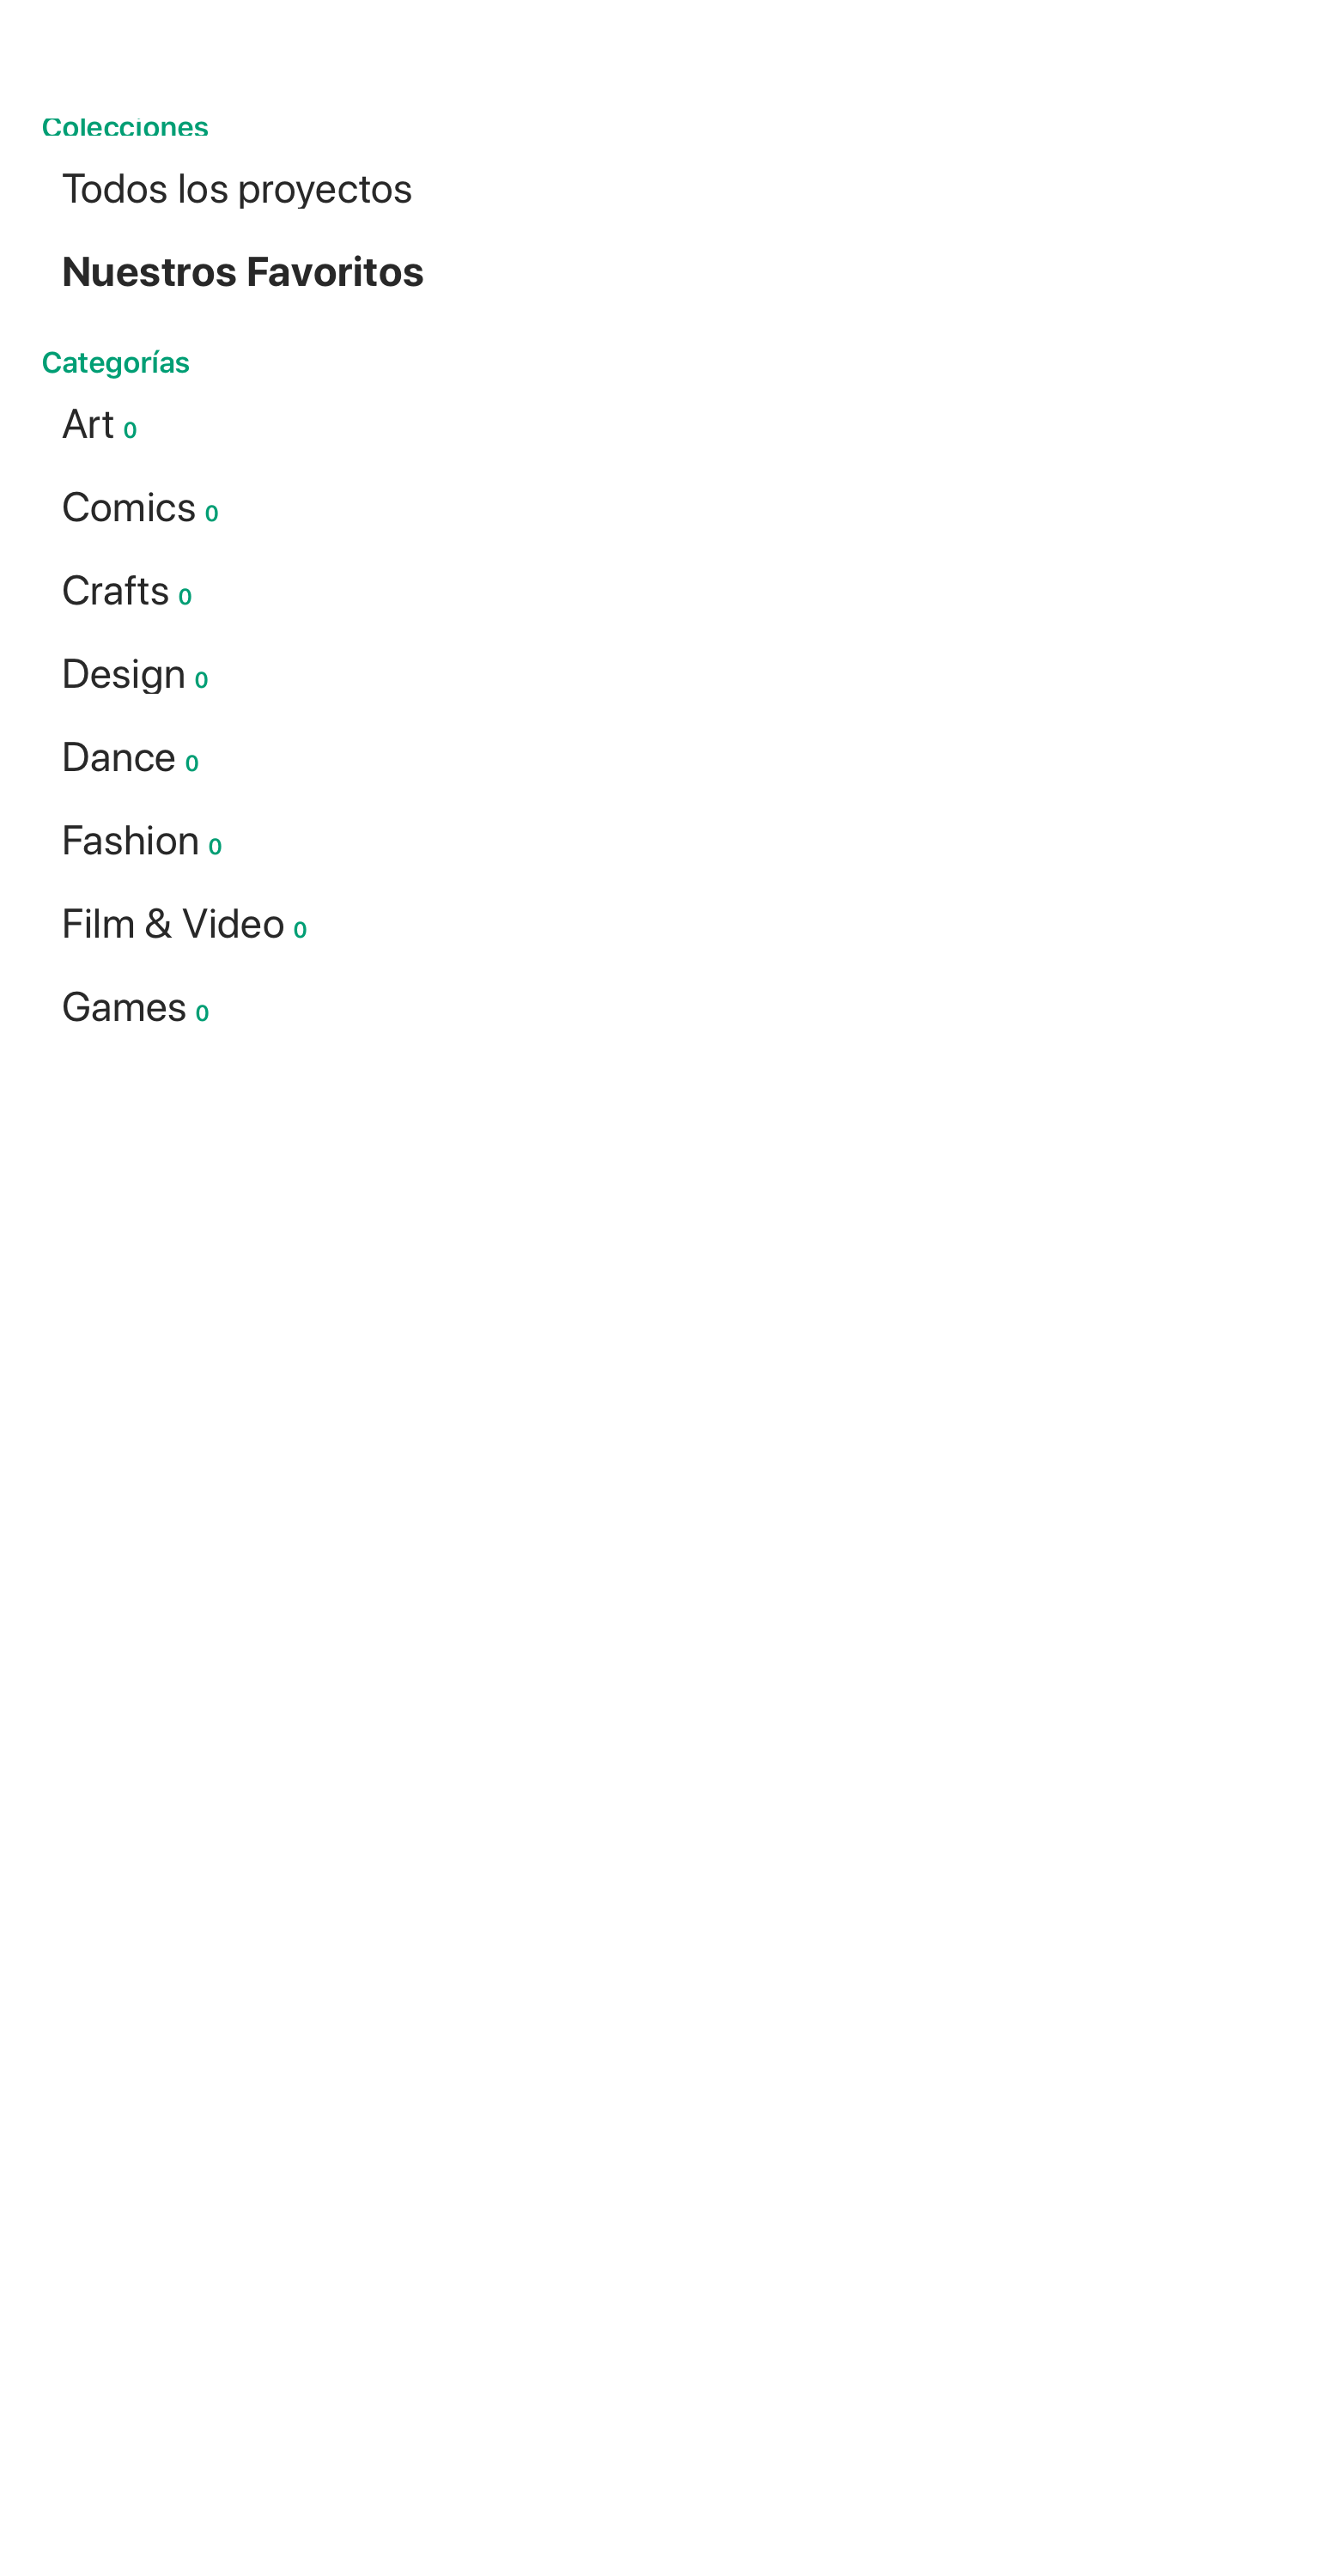 Colecciones
Todos los proyectos
Nuestros Favoritos
Categorías
Art 0
Comics 0
Crafts 0
Design 0
Dance 0
Fashion 0
Film & Video 0
Games 0